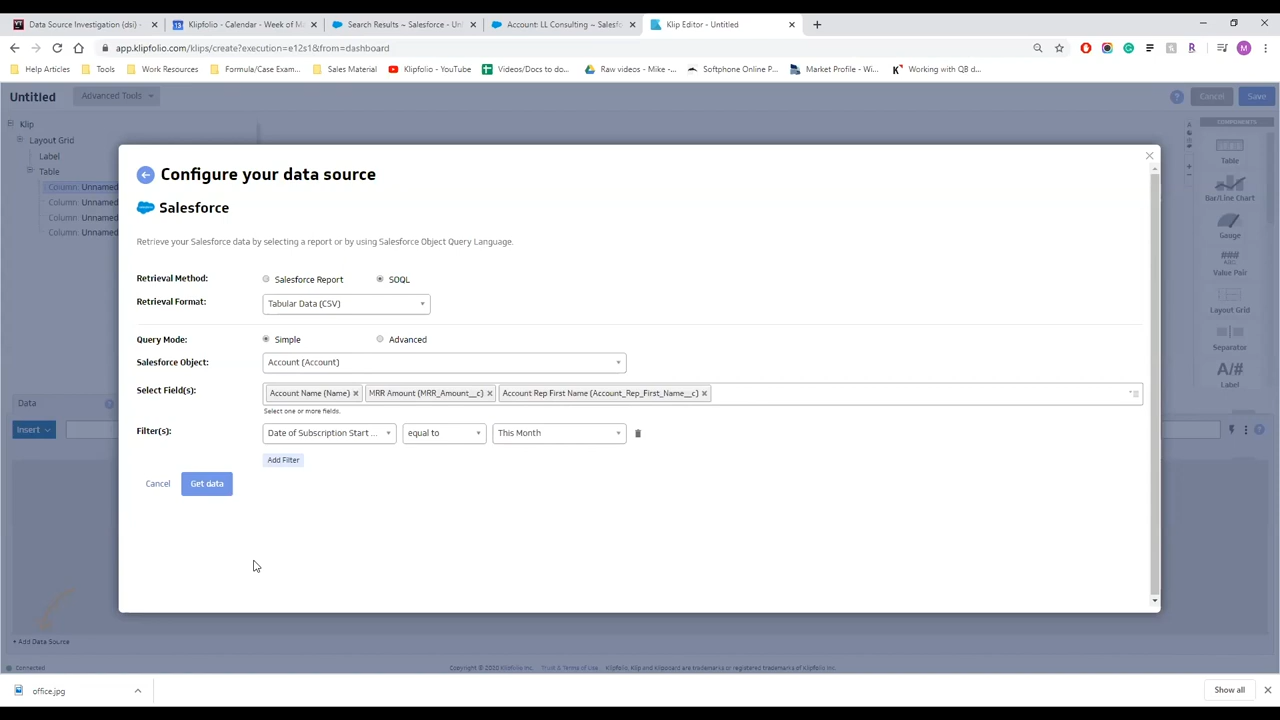 Data Source Investigation (dsi) -
Klipfolio - Calendar - Week of M
Search Results ~ Salesforce - Un
Account: LL Consulting ~ Salesf
Klip Editor - Untitled
app.klipfolio.com/klips/create?execution=e12s1&from=dashboard
Help Articles
Tools
Work Resources
Formula/Case Exam...
Sales Material
Klipfolio - YouTube
Videos/Docs to do...
Raw videos - Mike -...
Softphone Online P...
Market Profile - Wi...
Working with QB d...
Untitled
Advanced Tools
Cancel
Save
Klip
Layout Grid
Label
Table
Column: Unnamed
Column: Unnamed
Column: Unnamed
Column: Unnamed
COMPONENTS
Table
Bar/Line Chart
Gauge
Value Pair
Layout Grid
Separator
A/#
Label
Data
Insert
Configure your data source
Salesforce
Retrieve your Salesforce data by selecting a report or by using Salesforce Object Query Language.
Retrieval Method:
Salesforce Report
SOQL
Retrieval Format:
Tabular Data (CSV)
Query Mode:
Simple
Advanced
Salesforce Object:
Account (Account)
Select Field(s):
Account Name (Name)
MRR Amount (MRR_Amount__c)
Account Rep First Name (Account_Rep_First_Name__c)
Select one or more fields.
Filter(s):
Date of Subscription Start ...
equal to
This Month
Add Filter
Cancel
Get data
+ Add Data Source
Connected
Copyright © 2020 Klipfolio Inc.
Trust & Terms of Use
Klipfolio, Klip and Klipboard are trademarks or registered trademarks of Klipfolio Inc.
office.jpg
Show all